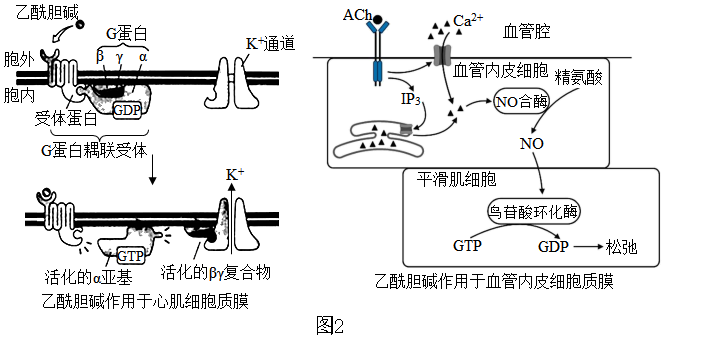 乙酰胆碱
G蛋白
β γ α
K⁺通道
胞外
胞内
受体蛋白
GDP
G蛋白耦联受体
K⁺
GTP
活化的α亚基
活化的βγ复合物
乙酰胆碱作用于心肌细胞质膜
ACh
Ca²⁺
血管腔
血管内皮细胞
精氨酸
IP₃
NO合酶
NO
平滑肌细胞
鸟苷酸环化酶
GTP
GDP
松弛
乙酰胆碱作用于血管内皮细胞质膜
图2